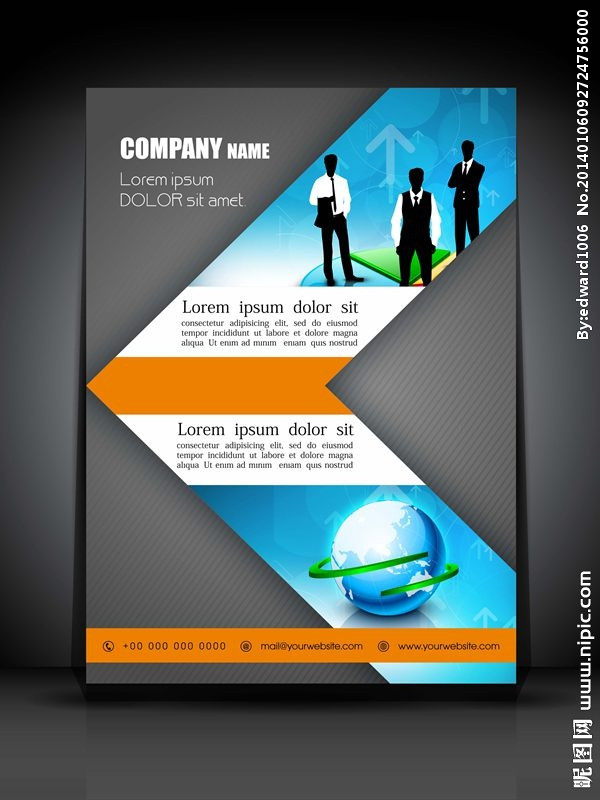 COMPANY NAME
Lorem ipsum
DOLOR sit amet.
Lorem ipsum dolor sit
consectetur adipisicing elit, sed do eiusmod
tempor incididunt ut labore et dolore magna
aliqua Ut enim ad minim veniam quis nostrud
Lorem ipsum dolor sit
consectetur adipisicing elit, sed do eiusmod
tempor incididunt ut labore et dolore magna
aliqua Ut enim ad minim veniam quis nostrud
+00 000 000 0000 mail@yourwebsite.com www.yourwebsite.com
By:edward1006 No.20140106092724756000
昵图网 www.nipic.com